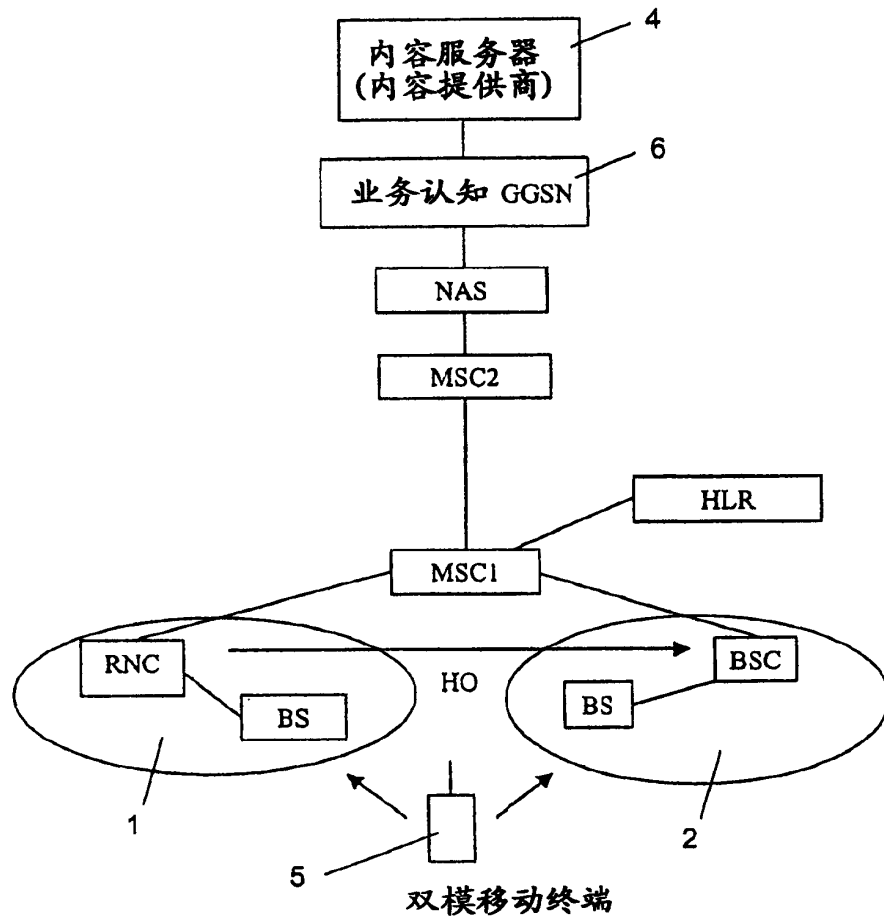 4
内容服务器
(内容提供商)
6
业务认知 GGSN
NAS
MSC2
HLR
MSC1
RNC
BSC
HO
BS
BS
1
2
5
双模移动终端